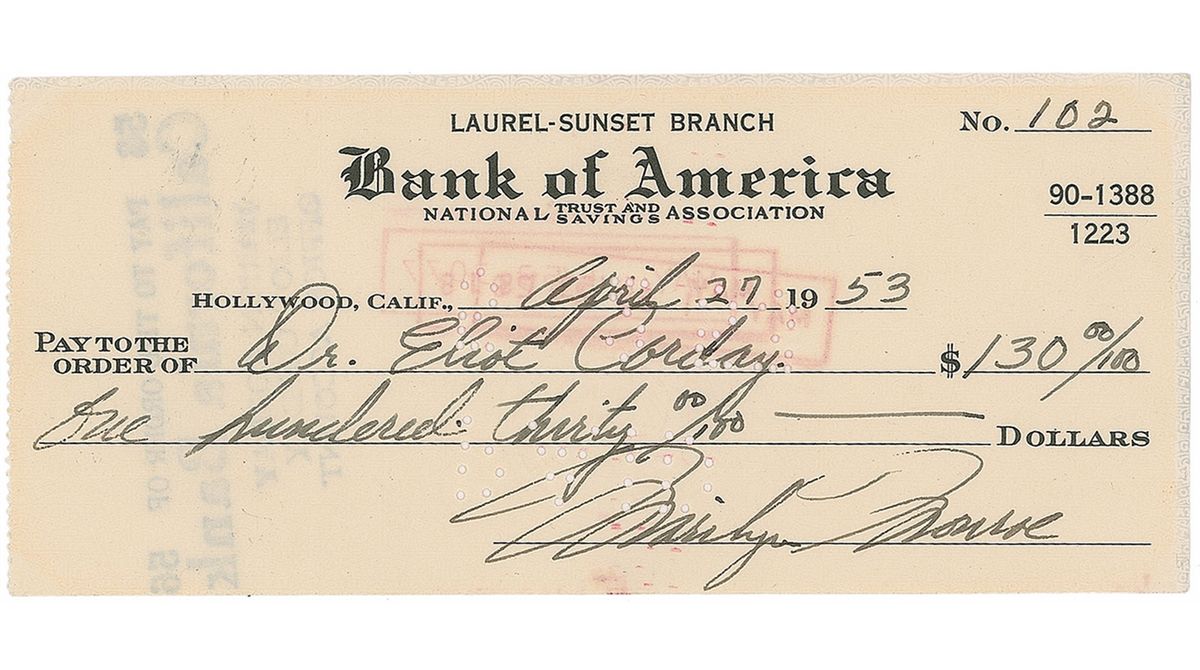 LAUREL-SUNSET BRANCH
No. 102
Bank of America
NATIONAL TRUST AND SAVINGS ASSOCIATION
90-1388
1223
HOLLYWOOD, CALIF., April 27 19 53
PAY TO THE ORDER OF Dr. Eliot Corday. $130 00/100
One hundered thirity 00/100 DOLLARS
Marilyn Monroe